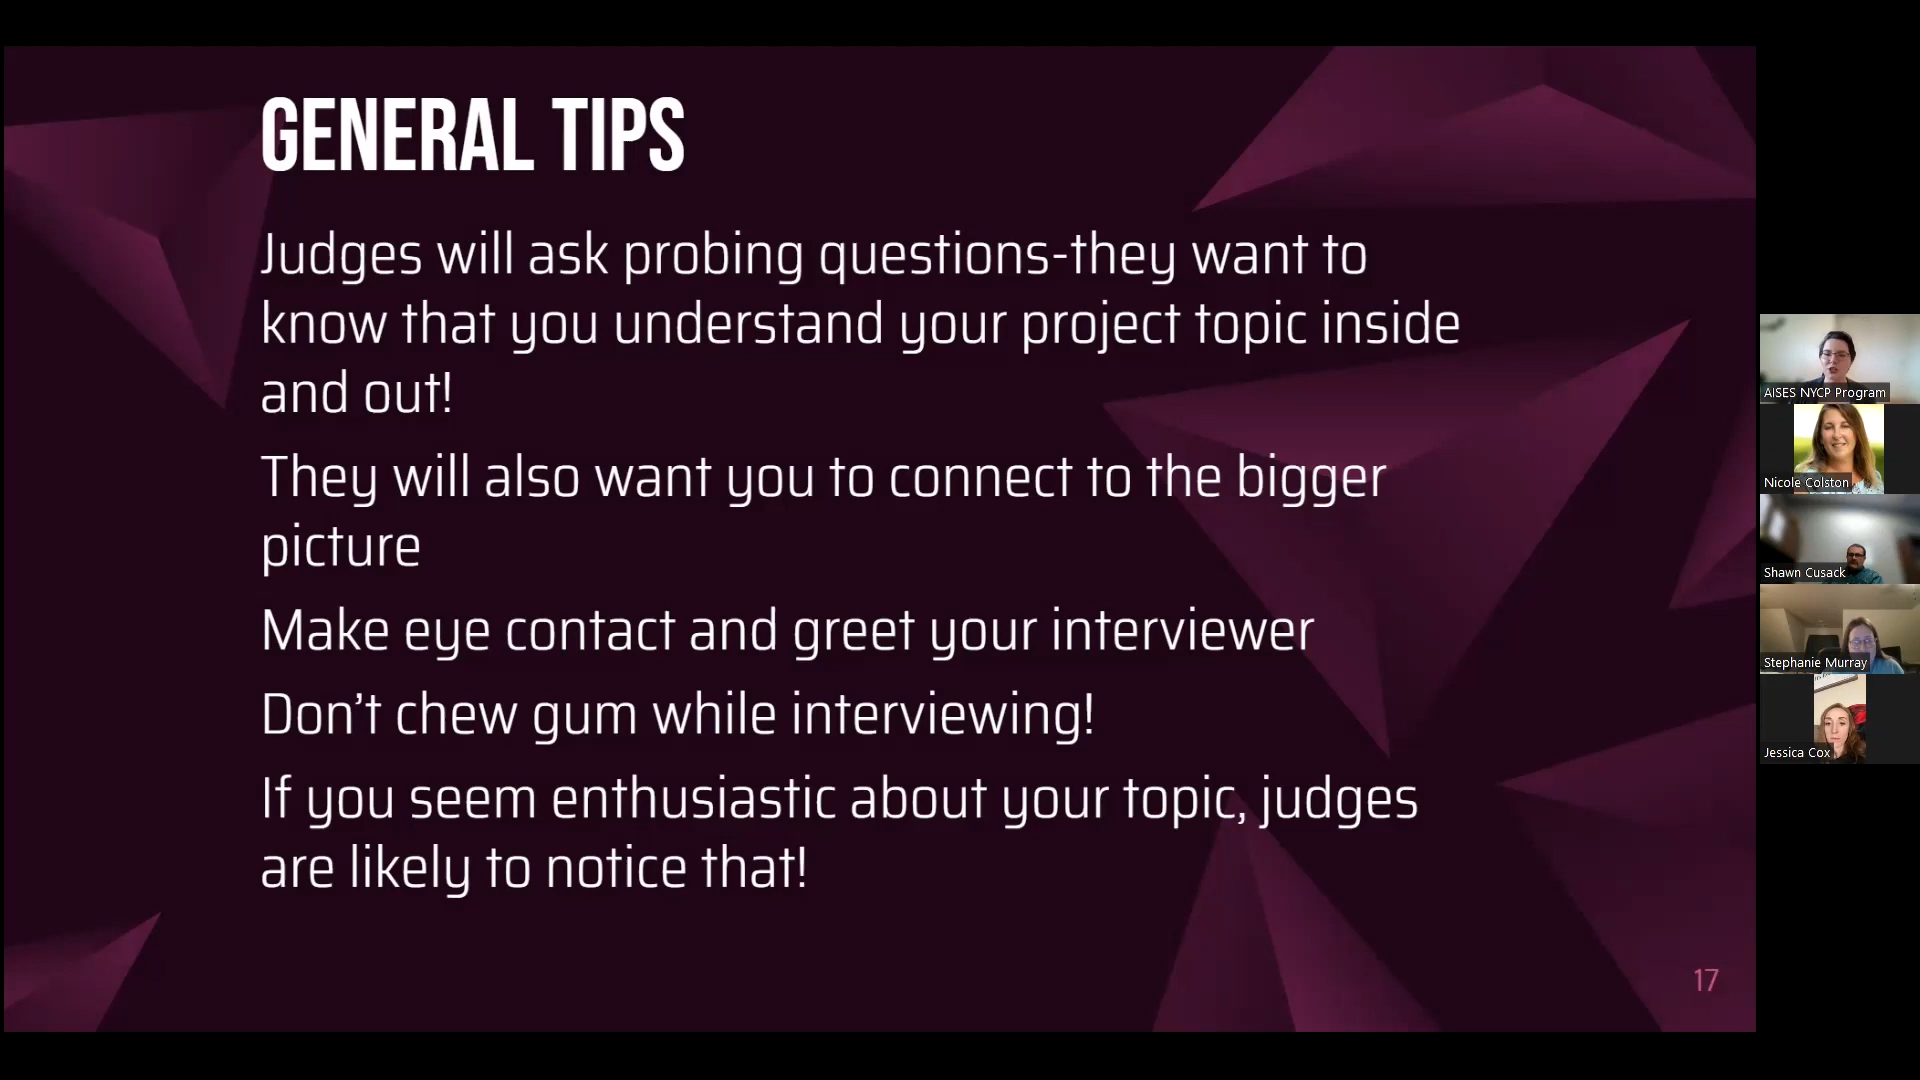 GENERAL TIPS
Judges will ask probing questions-they want to
know that you understand your project topic inside
and out!
They will also want you to connect to the bigger
picture
Make eye contact and greet your interviewer
Don’t chew gum while interviewing!
If you seem enthusiastic about your topic, judges
are likely to notice that!
17
AISES NYCP Program
Nicole Colston
Shawn Cusack
Stephanie Murray
Jessica Cox